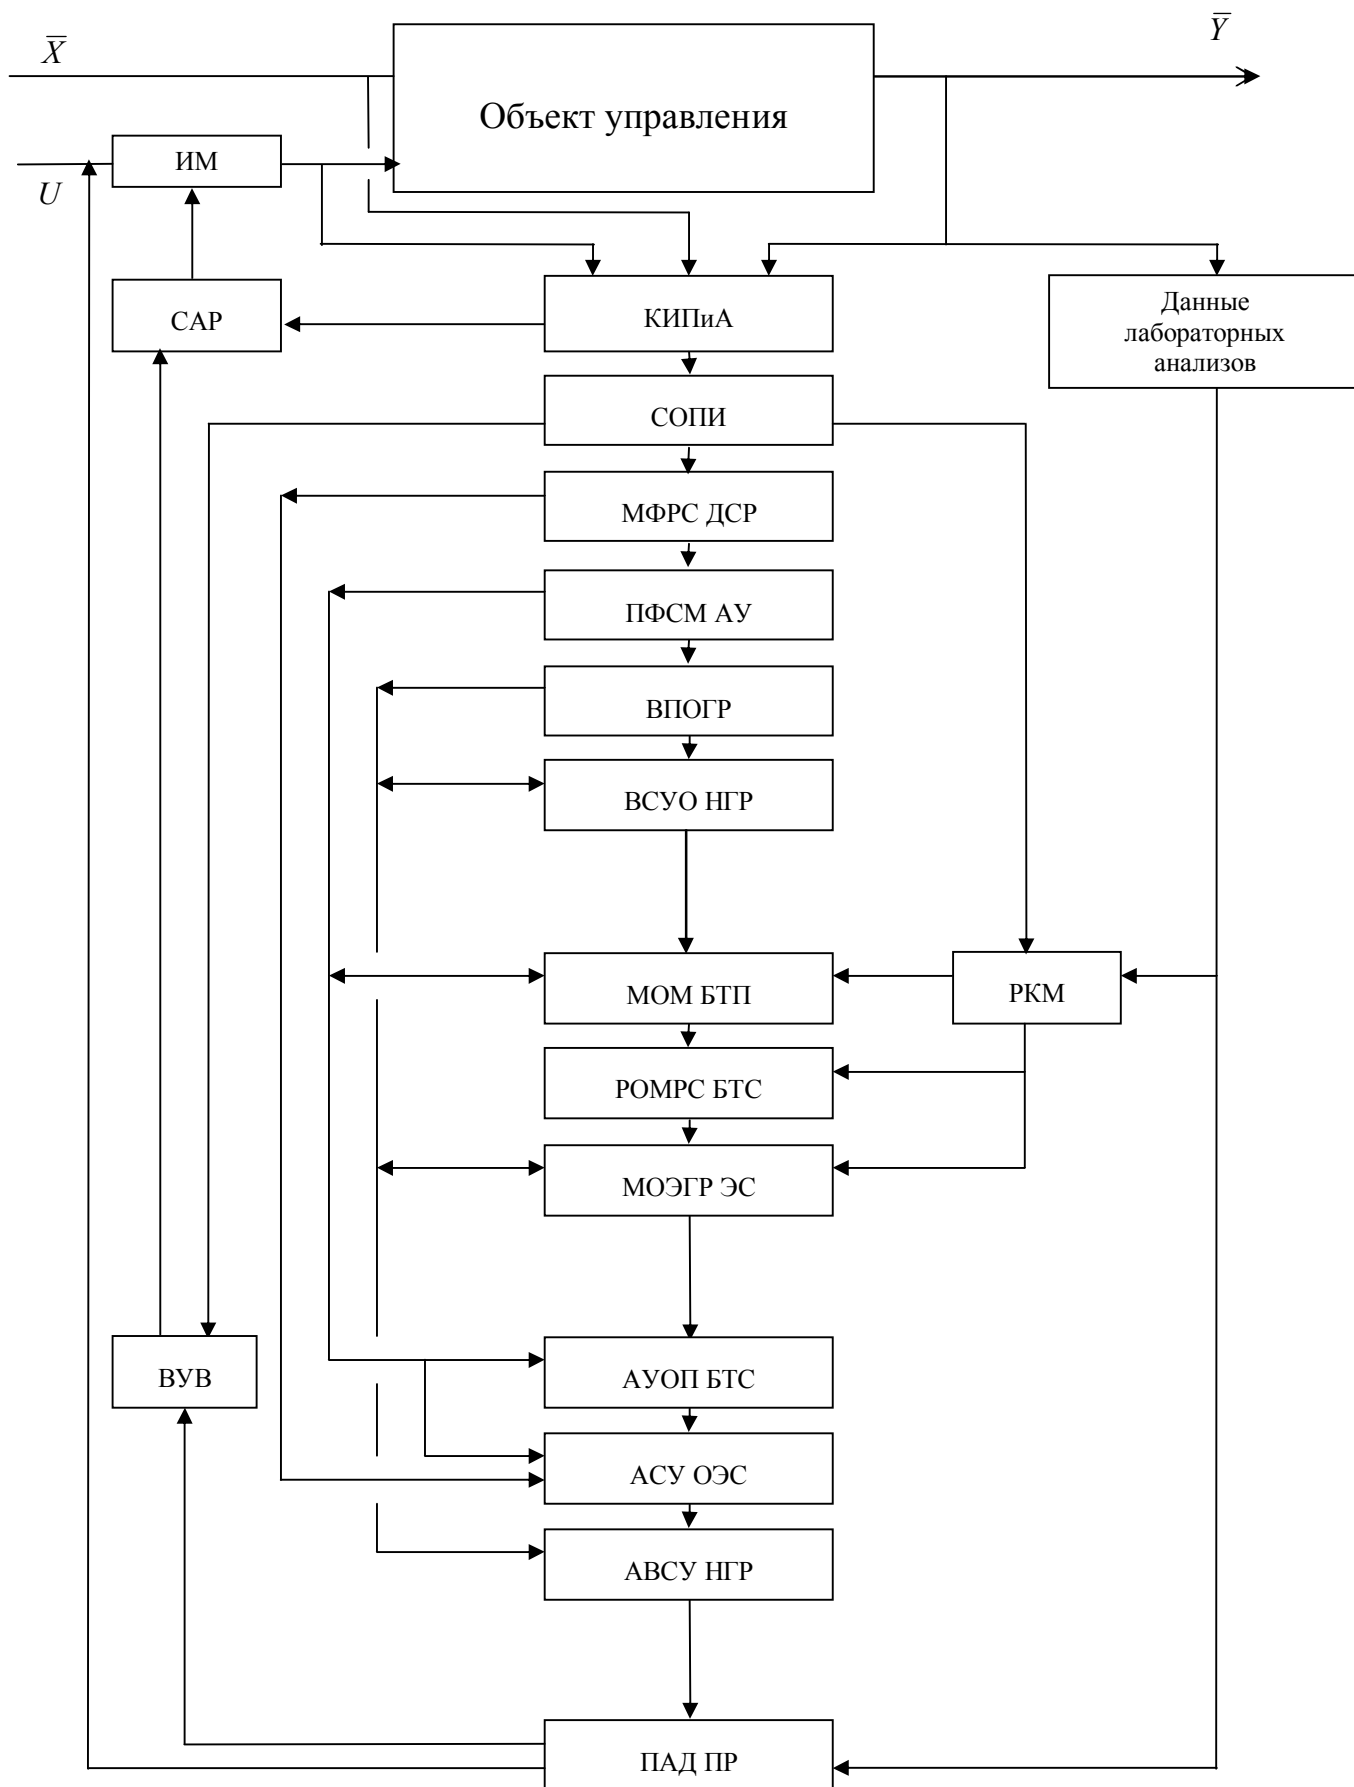 X̅
Y̅
Объект управления
ИМ
U
САР
КИПиА
Данные
лабораторных
анализов
СОПИ
МФРС ДСР
ПФСМ АУ
ВПОГР
ВСУО НГР
МОМ БТП
РКМ
РОМРС БТС
МОЭГР ЭС
ВУВ
АУОП БТС
АСУ ОЭС
АВСУ НГР
ПАД ПР